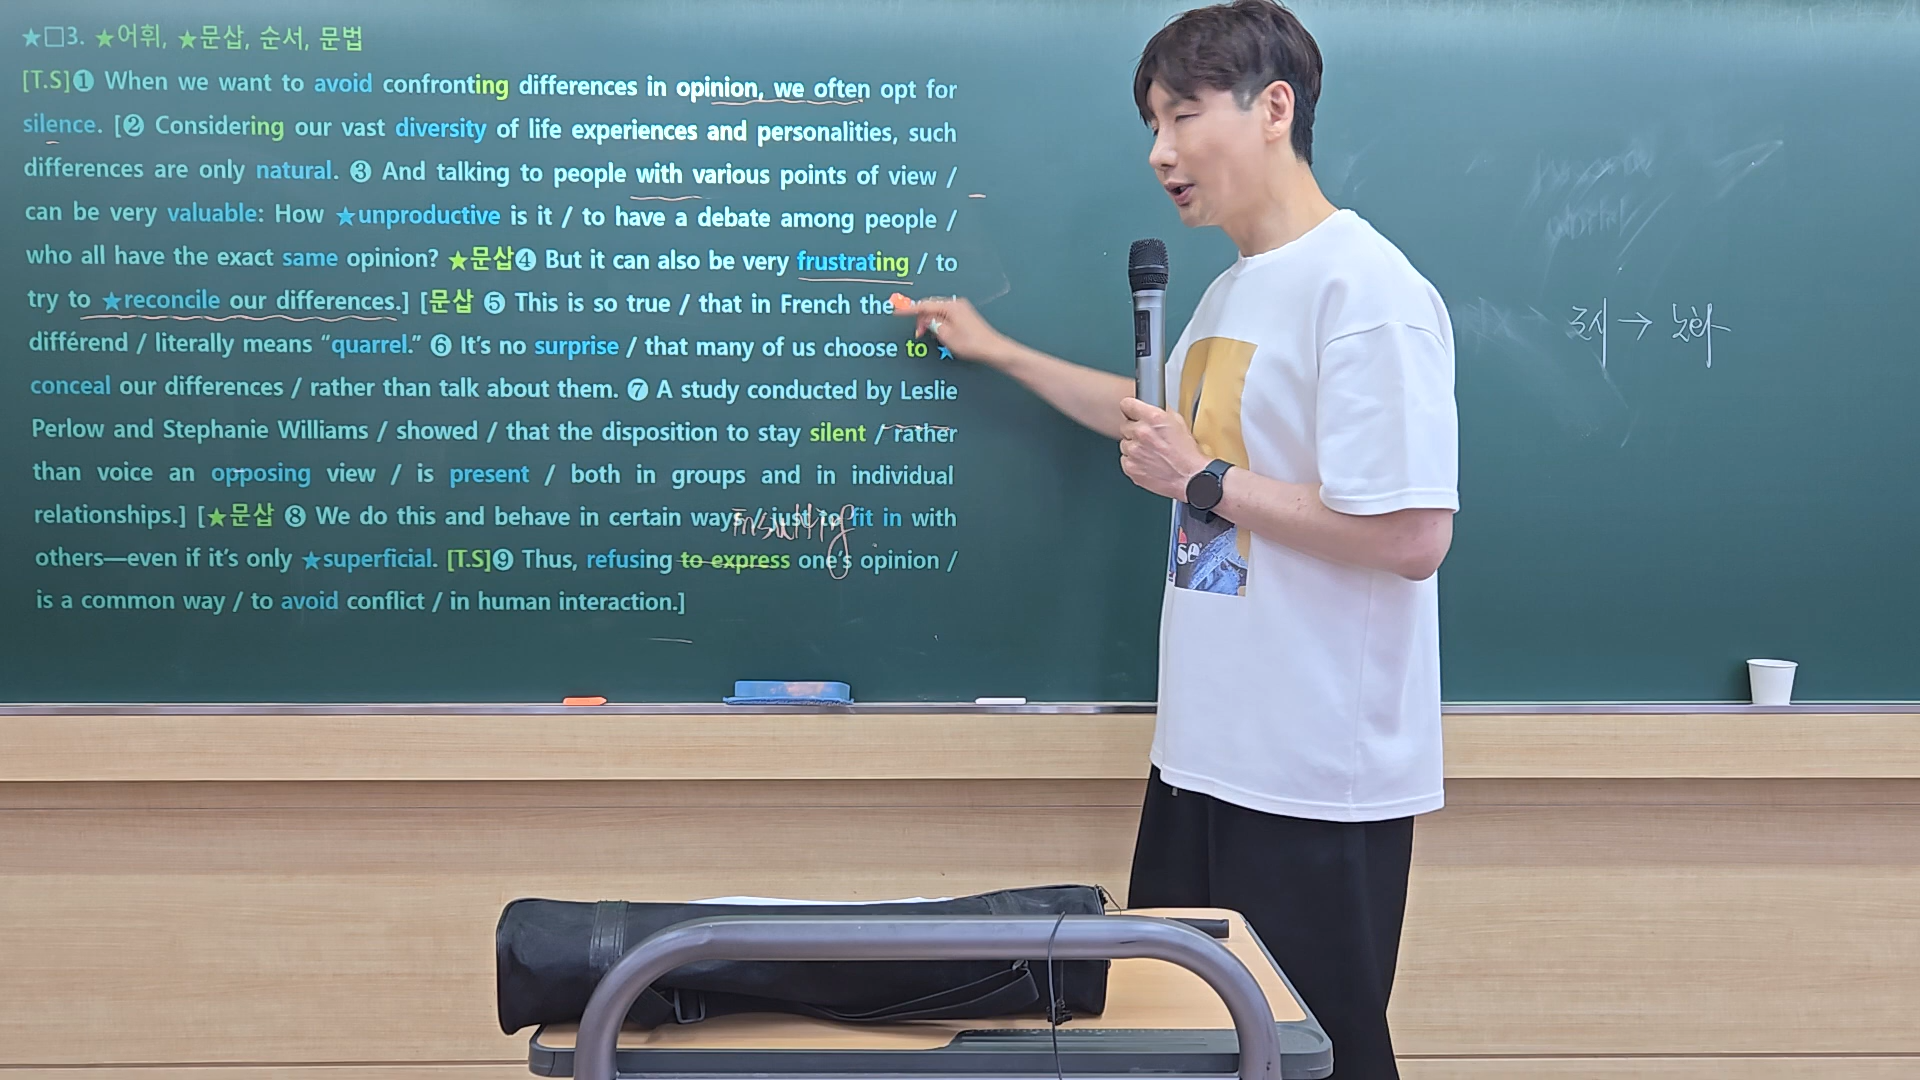 ★□3. ★어휘, ★문삽, 순서, 문법
[T.S]❶ When we want to avoid confronting differences in opinion, we often opt for
silence. [❷ Considering our vast diversity of life experiences and personalities, such
differences are only natural. ❸ And talking to people with various points of view /
can be very valuable: How ★unproductive is it / to have a debate among people /
who all have the exact same opinion? ★문삽❹ But it can also be very frustrating / to
try to ★reconcile our differences.] [문삽 ❺ This is so true / that in French the
différend / literally means “quarrel.” ❻ It’s no surprise / that many of us choose to ★
conceal our differences / rather than talk about them. ❼ A study conducted by Leslie
Perlow and Stephanie Williams / showed / that the disposition to stay silent / rather
than voice an opposing view / is present / both in groups and in individual
relationships.] [★문삽 ❽ We do this and behave in certain ways / just to fit in with
others—even if it’s only ★superficial. [T.S]❾ Thus, refusing to express one’s opinion /
is a common way / to avoid conflict / in human interaction.]